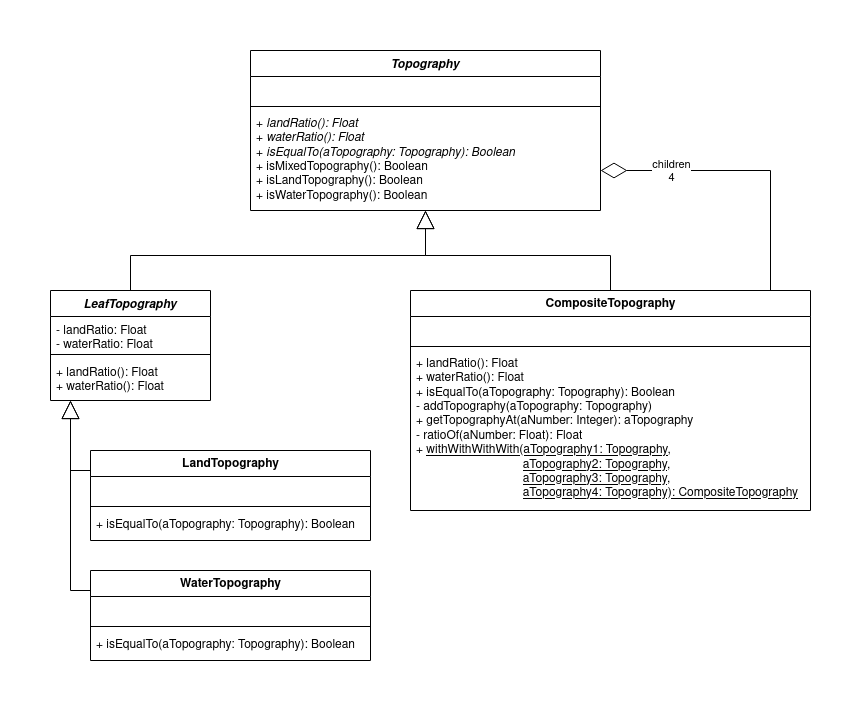 Topography
+ landRatio(): Float
+ waterRatio(): Float
+ isEqualTo(aTopography: Topography): Boolean
+ isMixedTopography(): Boolean
+ isLandTopography(): Boolean
+ isWaterTopography(): Boolean
children
4
LeafTopography
- landRatio: Float
- waterRatio: Float
+ landRatio(): Float
+ waterRatio(): Float
CompositeTopography
+ landRatio(): Float
+ waterRatio(): Float
+ isEqualTo(aTopography: Topography): Boolean
- addTopography(aTopography: Topography)
+ getTopographyAt(aNumber: Integer): aTopography
- ratioOf(aNumber: Float): Float
+ withWithWithWith(aTopography1: Topography,
aTopography2: Topography,
aTopography3: Topography,
aTopography4: Topography): CompositeTopography
LandTopography
+ isEqualTo(aTopography: Topography): Boolean
WaterTopography
+ isEqualTo(aTopography: Topography): Boolean